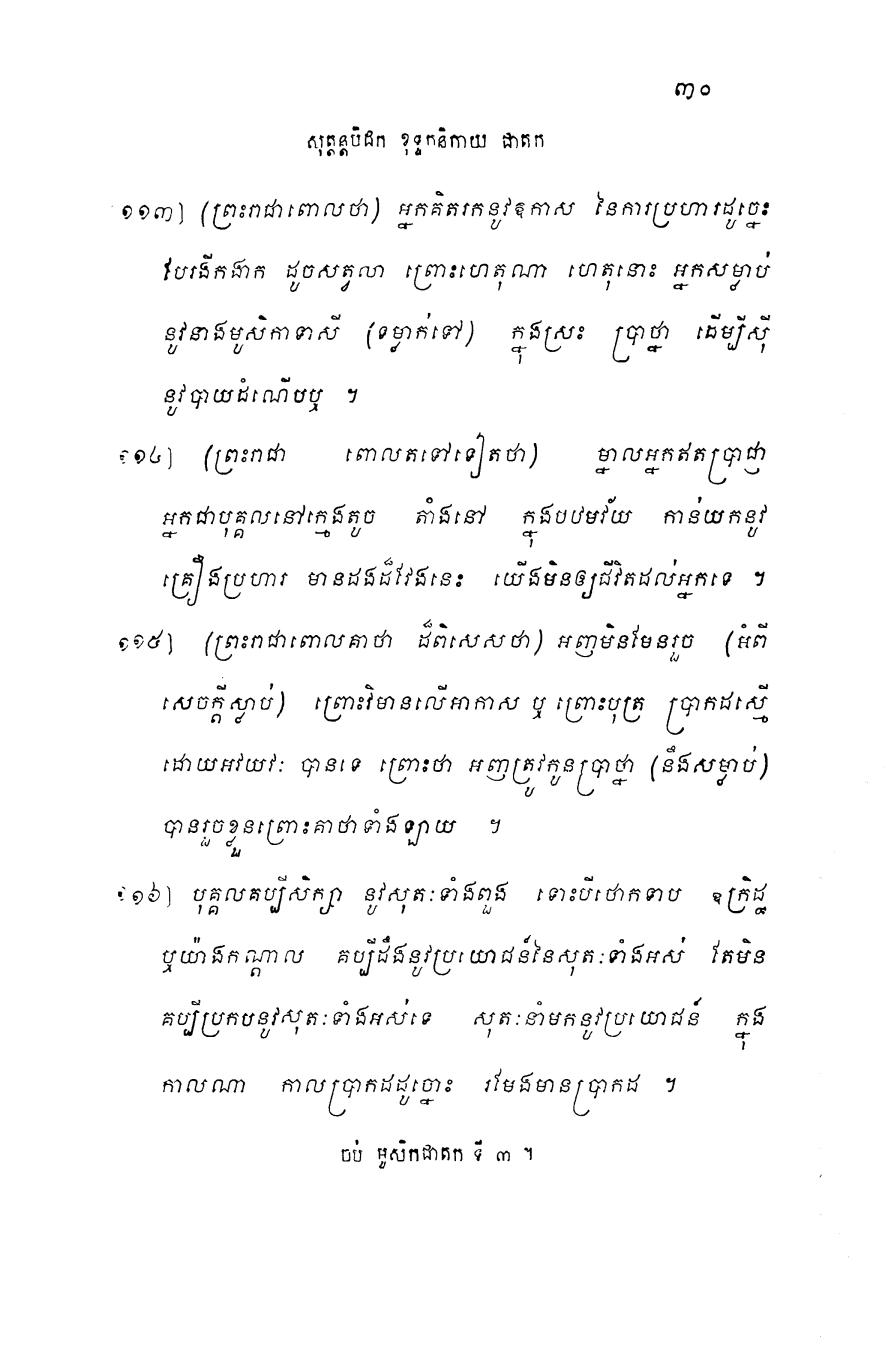 ៣០
សុត្តន្តបិដក ខុទ្ទកនិកាយ ជាតក
១១៣] (ព្រះរាជាពោលថា) អ្នកគិតរកនូវឱកាស នៃការប្រហារដូច្នេះ
បែរងើកងាក ដូចសត្វលា ព្រោះហេតុណា ហេតុនោះ អ្នកសម្លាប់
នូវនាងមូសិកាទាសី (ទម្លាក់ទៅ) ក្នុងស្រះ ប្រាថ្នា ដើម្បីស៊ី
នូវបាយដំណើបឬ ។
១១៤] (ព្រះរាជា ពោលតទៅទៀតថា) ម្នាលអ្នកឥតប្រាជ្ញា
អ្នកជាបុគ្គលនៅក្មេងតូច តាំងនៅ ក្នុងបឋមវ័យ កាន់យកនូវ
គ្រឿងប្រហារ មានដងដ៏វែងនេះ យើងមិនឲ្យជីវិតដល់អ្នកទេ ។
១១៥] (ព្រះរាជាពោលគាថា ដ៏ពិសេសថា) អញមិនមែនរួច (អំពី
សេចក្តីស្លាប់) ព្រោះវិមានលើអាកាស ឬ ព្រោះបុត្រ ប្រាកដស្មើ
ដោយអវយវៈ បានទេ ព្រោះថា អញត្រូវកូនប្រាថ្នា (នឹងសម្លាប់)
បានរួចខ្លួនព្រោះគាថាទាំងឡាយ ។
១១៦] បុគ្គលគប្បីសិក្សា នូវសុតៈទាំងពួង ទោះបីថោកទាប ឧក្រិដ្ឋ
ឬយ៉ាងកណ្តាល គប្បីដឹងនូវប្រយោជន៍នៃសុតៈទាំងអស់ តែមិន
គប្បីប្រកបនូវសុតៈទាំងអស់ទេ សុតៈនាំមកនូវប្រយោជន៍ ក្នុង
កាលណា កាលប្រាកដដូច្នោះ រមែងមានប្រាកដ ។
ចប់ មូសិកជាតក ទី ៣ ។